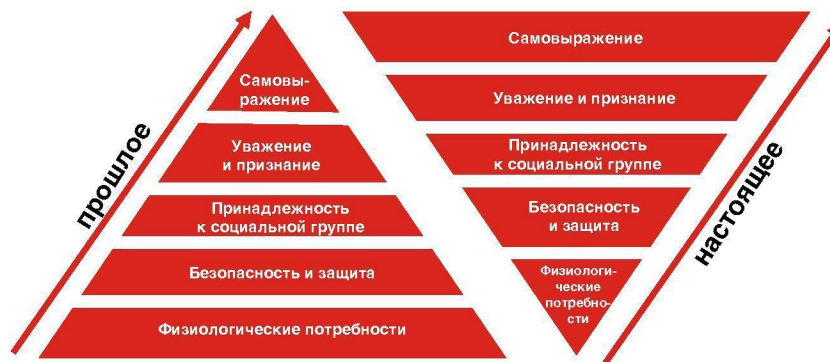 прошлое
Самовы-
ражение
Уважение
и признание
Принадлежность
к социальной группе
Безопасность и защита
Физиологические потребности
Самовыражение
Уважение и признание
Принадлежность
к социальной группе
Безопасность
и защита
Физиологи-
ческие
потребно-
сти
настоящее